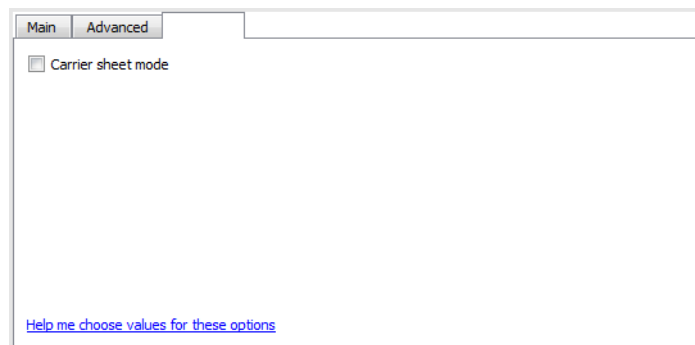 Main Advanced
Carrier sheet mode
Help me choose values for these options